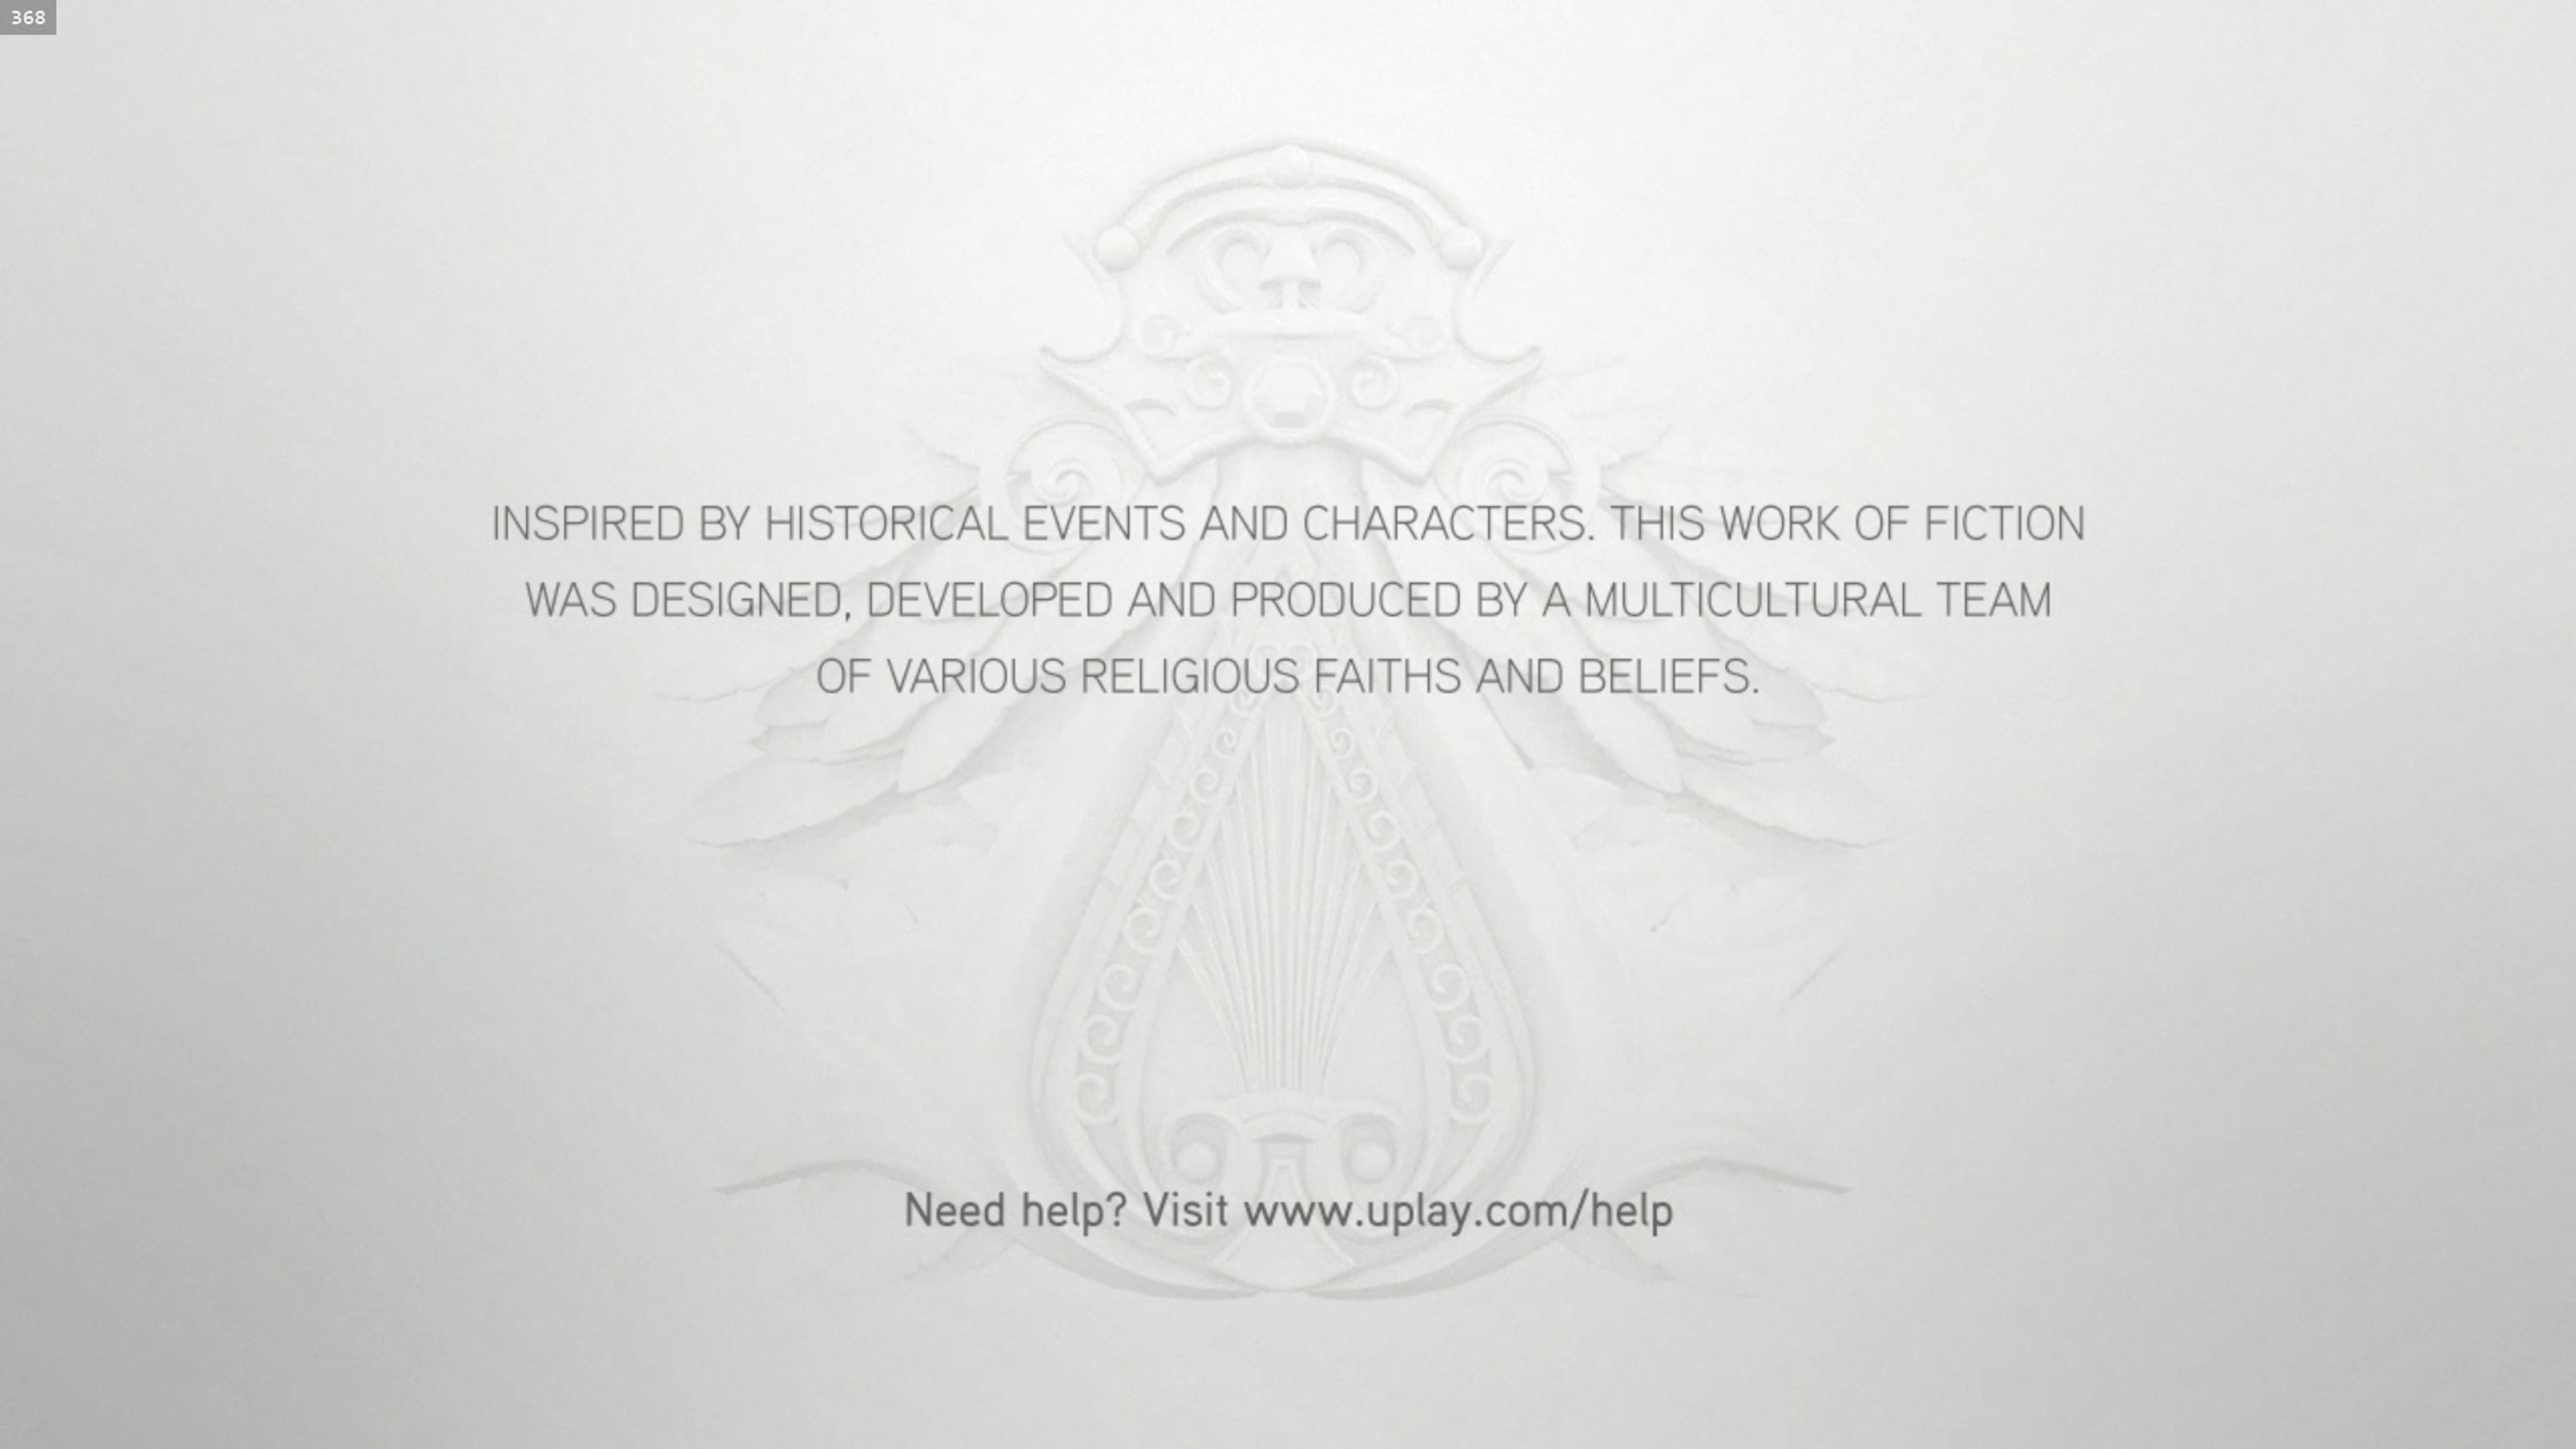 368
INSPIRED BY HISTORICAL EVENTS AND CHARACTERS. THIS WORK OF FICTION
WAS DESIGNED, DEVELOPED AND PRODUCED BY A MULTICULTURAL TEAM
OF VARIOUS RELIGIOUS FAITHS AND BELIEFS.
Need help? Visit www.uplay.com/help